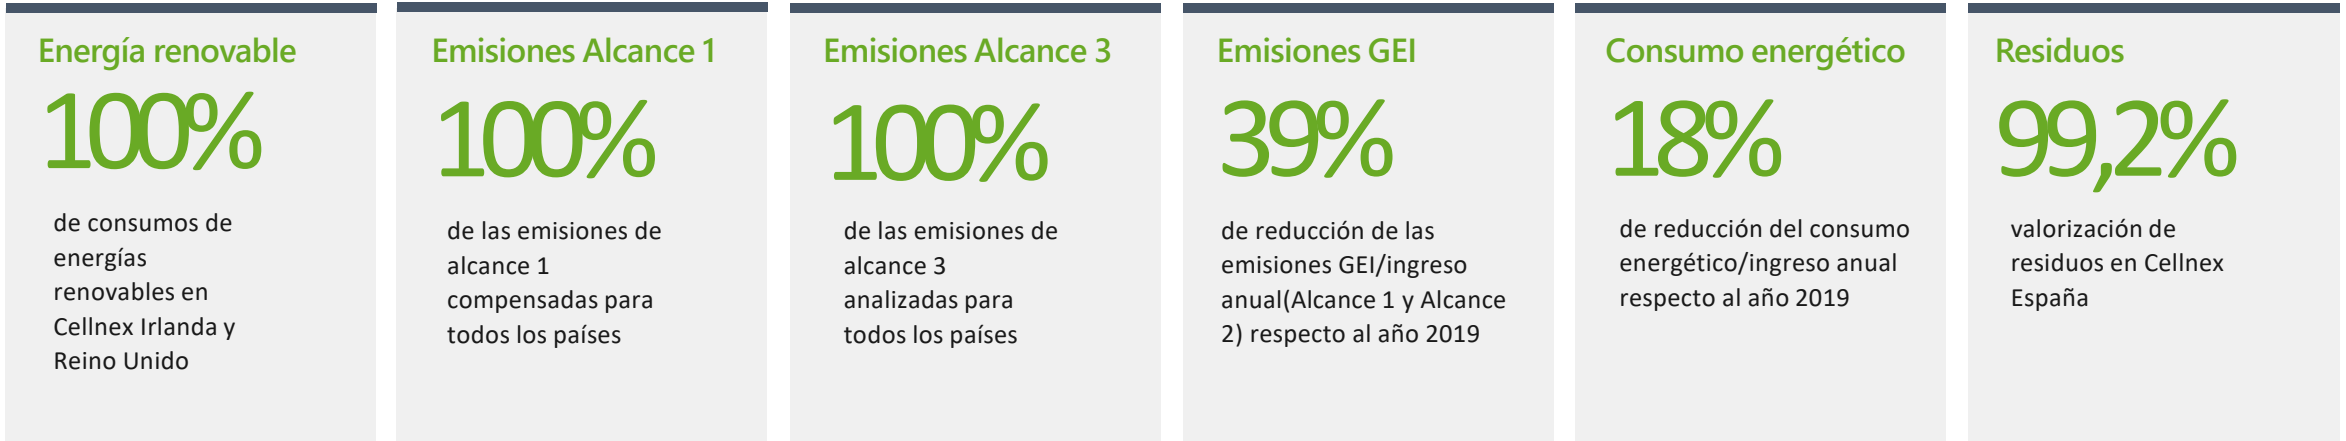 Energía renovable
100%
de consumos de
energías
renovables en
Cellnex Irlanda y
Reino Unido
Emisiones Alcance 1
100%
de las emisiones de
alcance 1
compensadas para
todos los países
Emisiones Alcance 3
100%
de las emisiones de
alcance 3
analizadas para
todos los países
Emisiones GEI
39%
de reducción de las
emisiones GEI/ingreso
anual(Alcance 1 y Alcance
2) respecto al año 2019
Consumo energético
18%
de reducción del consumo
energético/ingreso anual
respecto al año 2019
Residuos
99,2%
valorización de
residuos en Cellnex
España